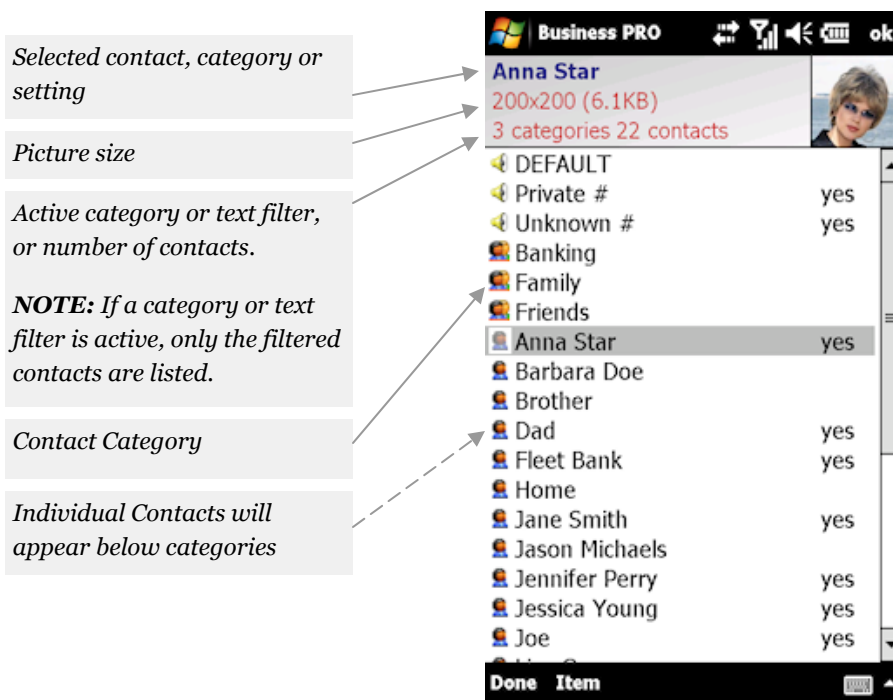 Selected contact, category or
setting
Picture size
Active category or text filter,
or number of contacts.
NOTE: If a category or text
filter is active, only the filtered
contacts are listed.
Contact Category
Individual Contacts will
appear below categories
Business PRO ok
Anna Star
200x200 (6.1KB)
3 categories 22 contacts
DEFAULT
Private # yes
Unknown # yes
Banking
Family
Friends
Anna Star yes
Barbara Doe
Brother
Dad yes
Fleet Bank yes
Home
Jane Smith yes
Jason Michaels
Jennifer Perry yes
Jessica Young yes
Joe yes
Done Item